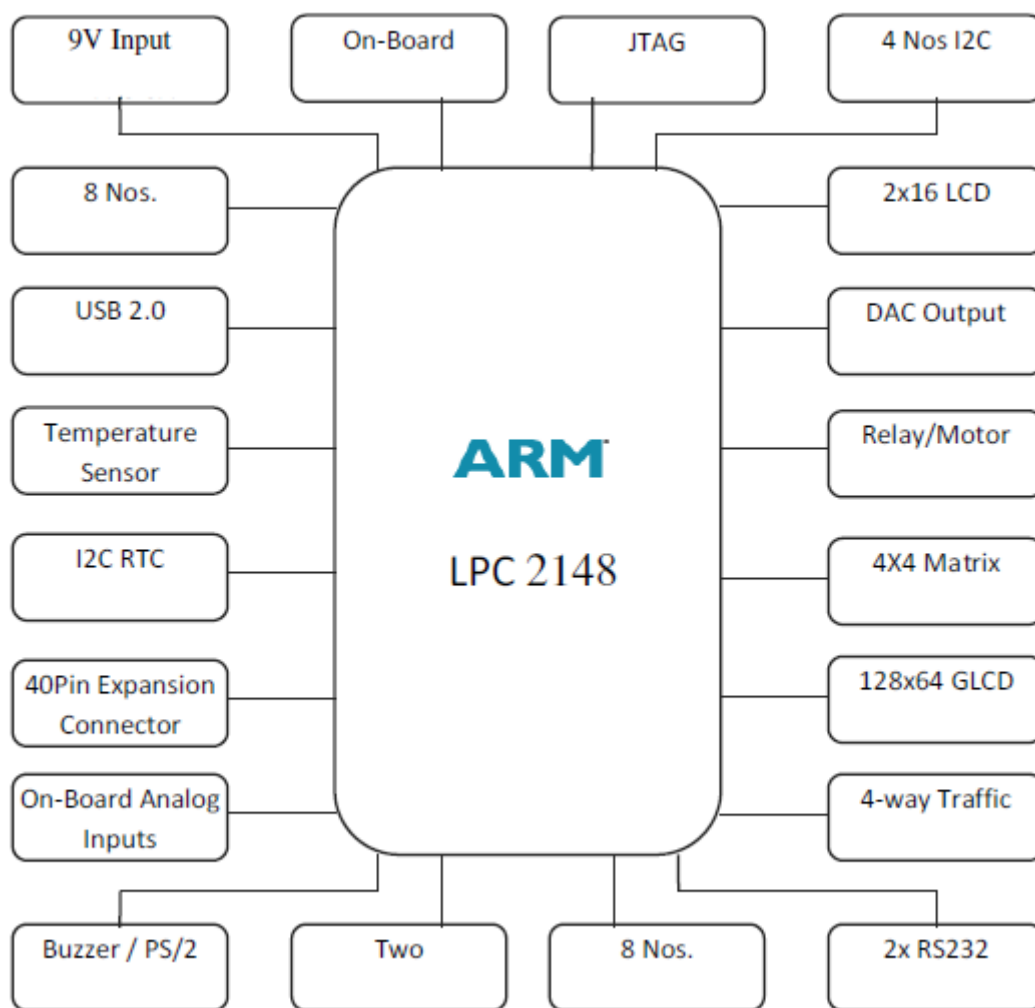 9V Input
On-Board
JTAG
4 Nos I2C
8 Nos.
2x16 LCD
USB 2.0
DAC Output
Temperature
Sensor
Relay/Motor
ARM
I2C RTC
LPC 2148
4X4 Matrix
40Pin Expansion
Connector
128x64 GLCD
On-Board Analog
Inputs
4-way Traffic
Buzzer / PS/2
Two
8 Nos.
2x RS232